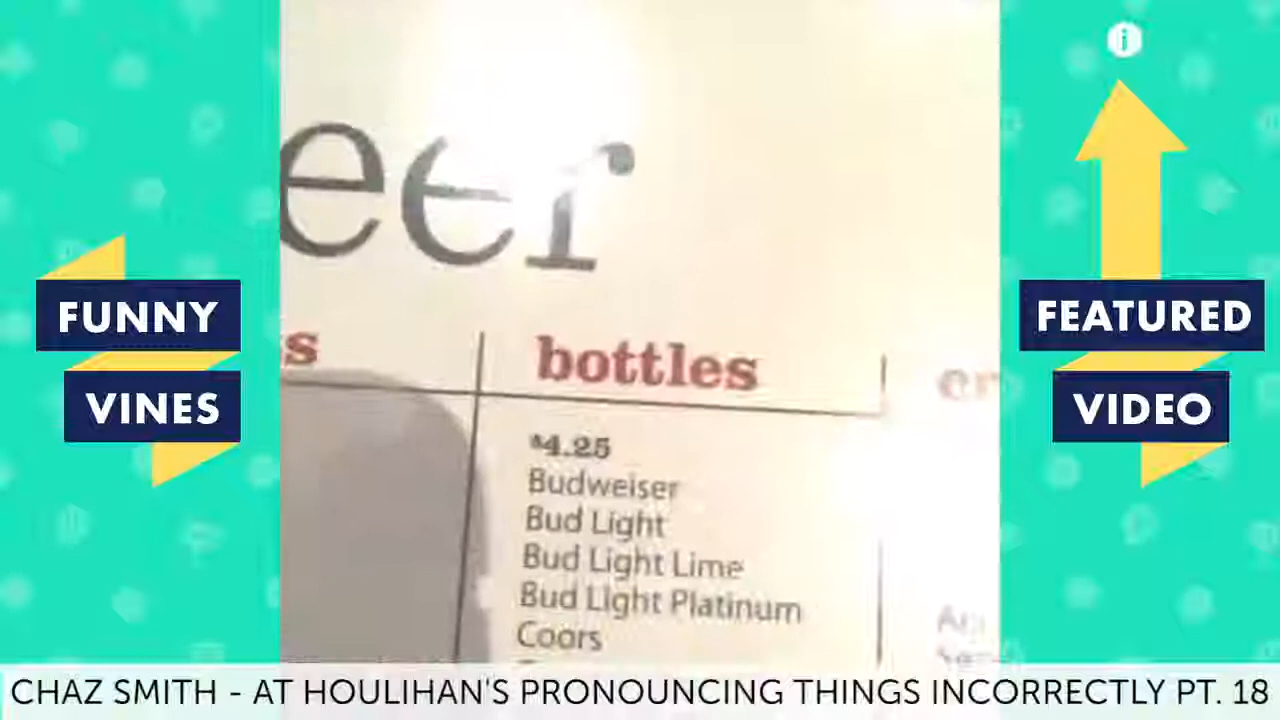 eer
s
bottles
$4.25
Budweiser
Bud Light
Bud Light Lime
Bud Light Platinum
Coors
FUNNY
VINES
FEATURED
VIDEO
CHAZ SMITH - AT HOULIHAN'S PRONOUNCING THINGS INCORRECTLY PT. 18